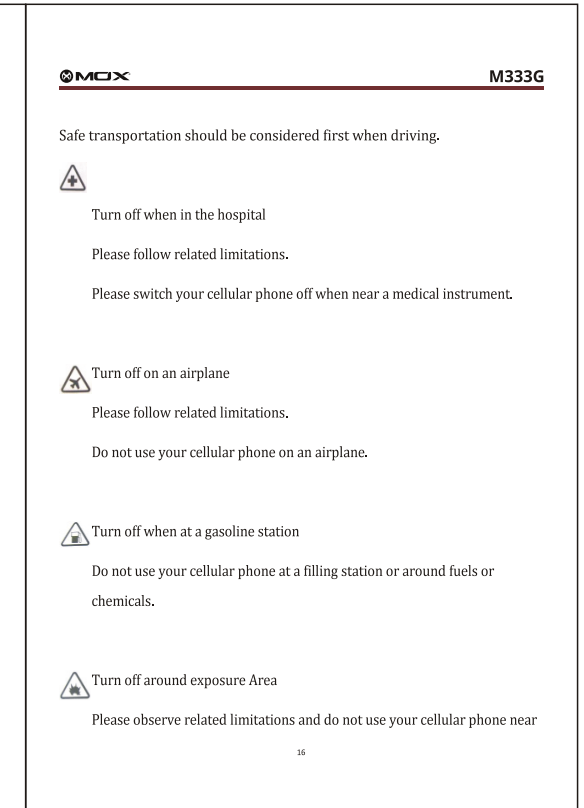 MOX
M333G
Safe transportation should be considered first when driving.
Turn off when in the hospital
Please follow related limitations.
Please switch your cellular phone off when near a medical instrument.
Turn off on an airplane
Please follow related limitations.
Do not use your cellular phone on an airplane.
Turn off when at a gasoline station
Do not use your cellular phone at a filling station or around fuels or
chemicals.
Turn off around exposure Area
Please observe related limitations and do not use your cellular phone near
16